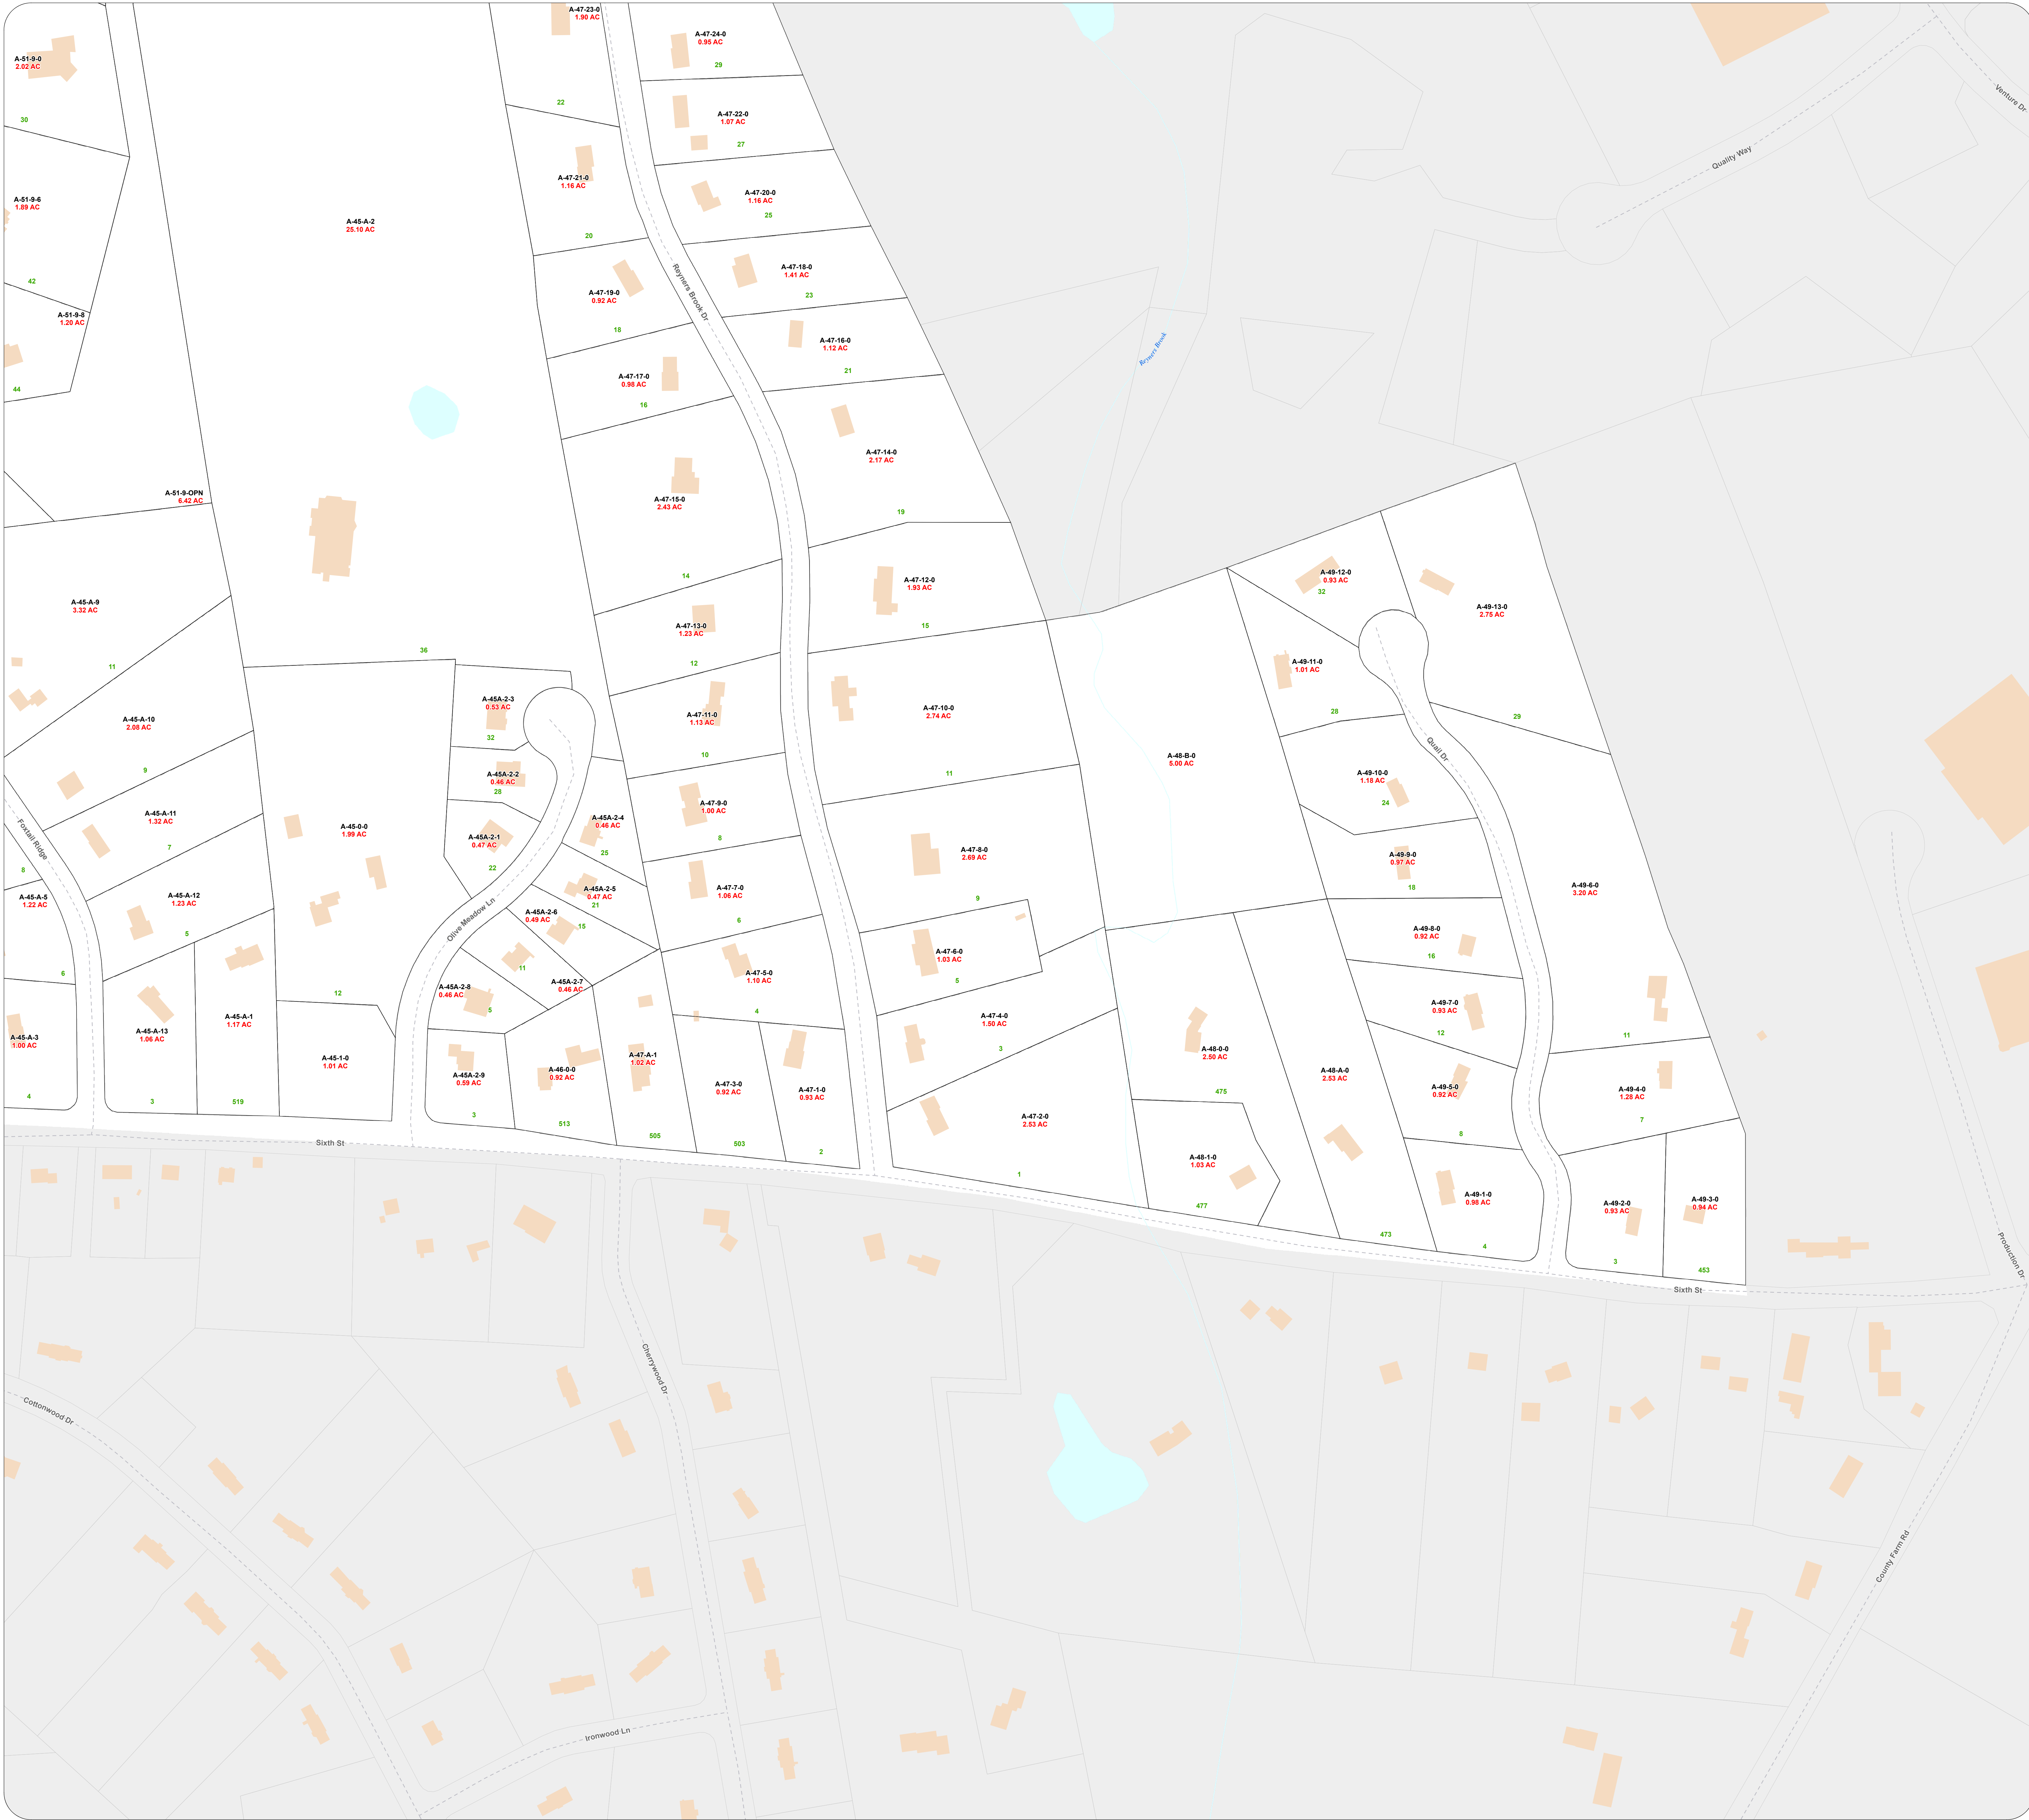 A-47-23-0
1.90 AC
22
A-47-24-0
0.95 AC
29
A-51-9-0
2.02 AC
30
A-47-22-0
1.07 AC
27
Venture Dr
Quality Way
A-47-21-0
1.16 AC
20
A-47-20-0
1.16 AC
25
A-51-9-6
1.89 AC
42
A-45-A-2
25.10 AC
36
Reyners Brook Dr
A-47-18-0
1.41 AC
23
A-47-19-0
0.92 AC
18
A-51-9-8
1.20 AC
44
A-47-16-0
1.12 AC
21
Reyners Brook
A-47-17-0
0.98 AC
16
A-47-14-0
2.17 AC
19
A-51-9-OPN
6.42 AC
A-47-15-0
2.43 AC
14
A-47-12-0
1.93 AC
15
A-49-12-0
0.93 AC
32
A-49-13-0
2.75 AC
29
A-45-A-9
3.32 AC
11
A-47-13-0
1.23 AC
12
A-49-11-0
1.01 AC
28
A-45A-2-3
0.53 AC
32
A-45-A-10
2.08 AC
9
A-47-11-0
1.13 AC
10
A-47-10-0
2.74 AC
11
A-48-B-0
5.00 AC
Quail Dr
A-49-10-0
1.18 AC
24
A-45A-2-2
0.46 AC
28
A-47-9-0
1.00 AC
8
A-45A-2-4
0.46 AC
25
A-45-A-11
1.32 AC
7
A-45-0-0
1.99 AC
12
A-45A-2-1
0.47 AC
22
Foxtail Ridge
8
A-47-8-0
2.69 AC
9
A-49-9-0
0.97 AC
18
A-49-6-0
3.20 AC
11
A-45-A-5
1.22 AC
6
A-45-A-12
1.23 AC
5
A-45A-2-5
0.47 AC
21
A-47-7-0
1.06 AC
6
A-45A-2-6
0.49 AC
15
Olive Meadow Ln
A-49-8-0
0.92 AC
16
A-47-6-0
1.03 AC
5
A-45A-2-7
0.46 AC
11
A-47-5-0
1.10 AC
4
A-45A-2-8
0.46 AC
5
A-49-7-0
0.93 AC
12
A-45-A-3
1.00 AC
4
A-45-A-13
1.06 AC
3
A-45-A-1
1.17 AC
519
A-45-1-0
1.01 AC
A-47-4-0
1.50 AC
3
A-48-0-0
2.50 AC
475
A-48-A-0
2.53 AC
473
A-45A-2-9
0.59 AC
3
A-46-0-0
0.92 AC
513
A-47-A-1
1.02 AC
505
A-47-3-0
0.92 AC
503
A-47-1-0
0.93 AC
2
A-49-5-0
0.92 AC
8
A-49-4-0
1.28 AC
7
A-47-2-0
2.53 AC
1
A-48-1-0
1.03 AC
477
A-49-1-0
0.98 AC
4
A-49-2-0
0.93 AC
3
A-49-3-0
0.94 AC
453
Sixth St
Sixth St
Production Dr
Cherrywood Dr
Cottonwood Dr
County Farm Rd
Ironwood Ln